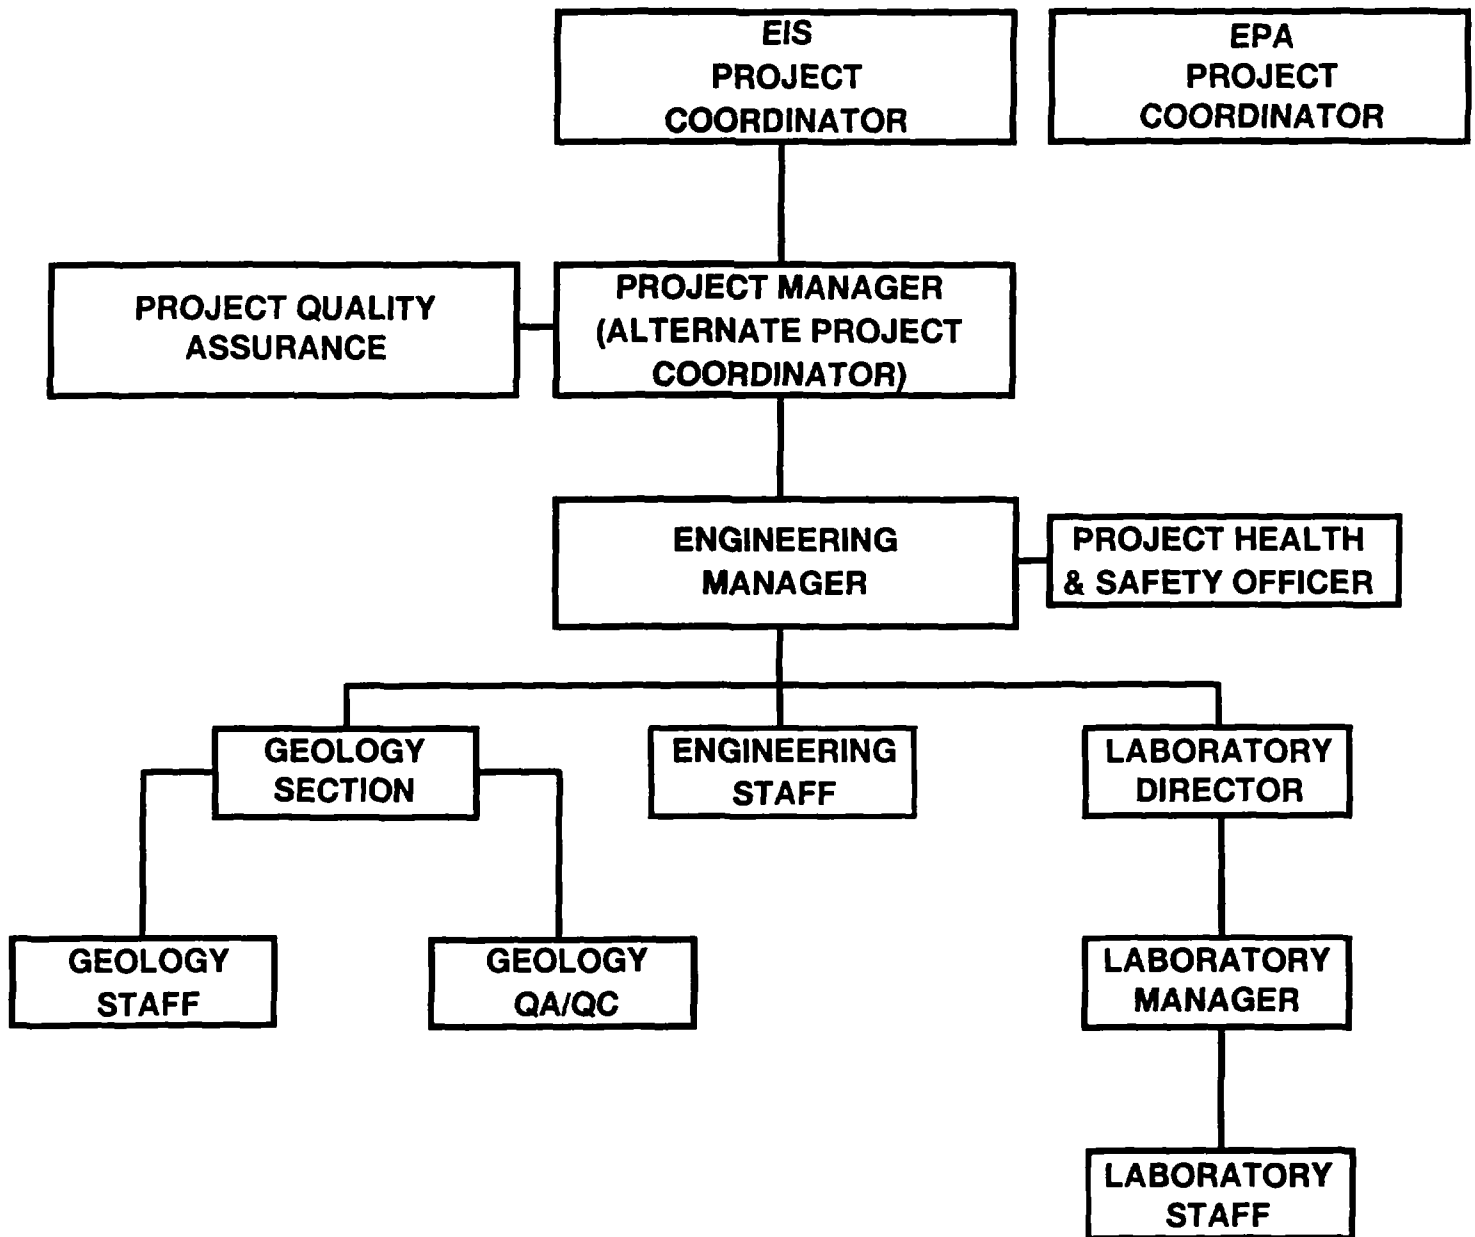 EIS
PROJECT
COORDINATOR
EPA
PROJECT
COORDINATOR
PROJECT QUALITY
ASSURANCE
PROJECT MANAGER
(ALTERNATE PROJECT
COORDINATOR)
ENGINEERING
MANAGER
PROJECT HEALTH
& SAFETY OFFICER
GEOLOGY
SECTION
ENGINEERING
STAFF
LABORATORY
DIRECTOR
GEOLOGY
STAFF
GEOLOGY
QA/QC
LABORATORY
MANAGER
LABORATORY
STAFF